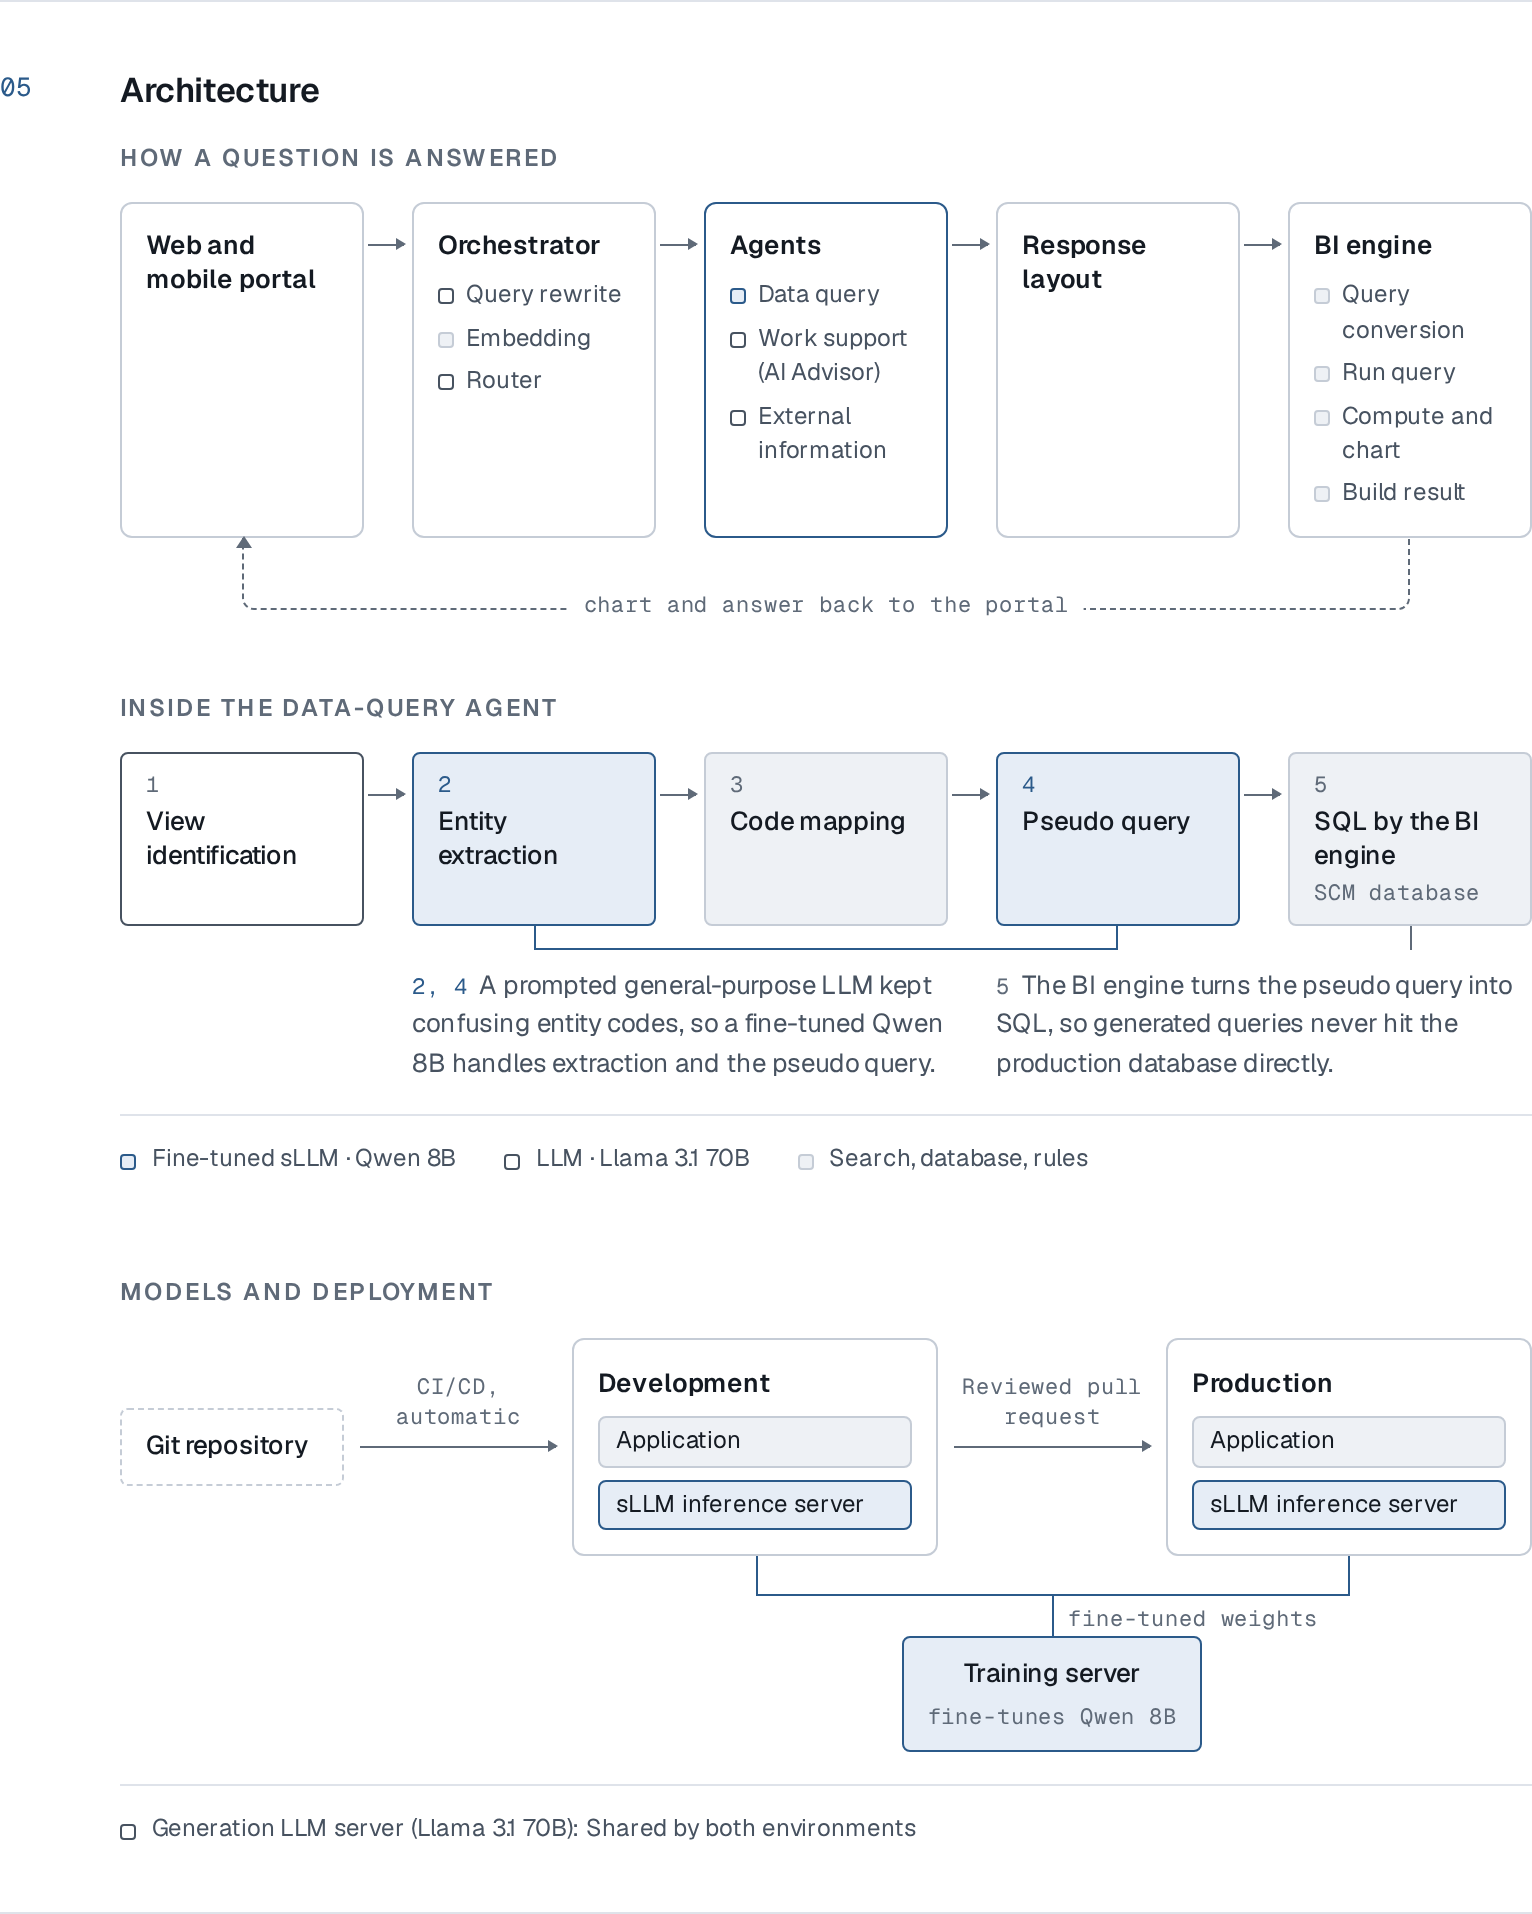 05
Architecture
HOW A QUESTION IS ANSWERED
Web and
mobile portal
Orchestrator
Query rewrite
Embedding
Router
Agents
Data query
Work support
(AI Advisor)
External
information
Response
layout
BI engine
Query
conversion
Run query
Compute and
chart
Build result
chart and answer back to the portal
INSIDE THE DATA-QUERY AGENT
1
View
identification
2
Entity
extraction
3
Code mapping
4
Pseudo query
5
SQL by the BI
engine
SCM database
2, 4 A prompted general-purpose LLM kept
confusing entity codes, so a fine-tuned Qwen
8B handles extraction and the pseudo query.
5 The BI engine turns the pseudo query into
SQL, so generated queries never hit the
production database directly.
Fine-tuned sLLM · Qwen 8B
LLM · Llama 3.1 70B
Search, database, rules
MODELS AND DEPLOYMENT
Git repository
CI/CD,
automatic
Development
Application
sLLM inference server
Reviewed pull
request
Production
Application
sLLM inference server
fine-tuned weights
Training server
fine-tunes Qwen 8B
Generation LLM server (Llama 3.1 70B): Shared by both environments